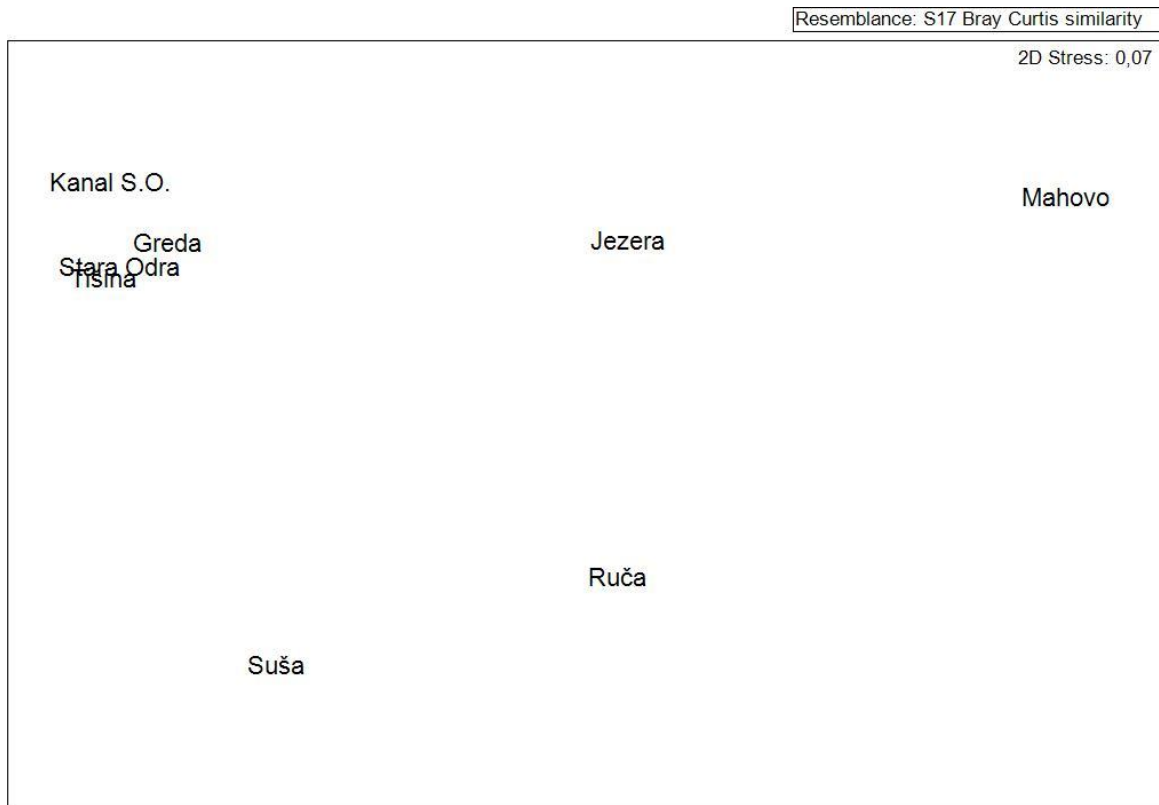 Resemblance: S17 Bray Curtis similarity
2D Stress: 0,07
Kanal S.O.
Mahovo
Greda
Jezera
Stara Odra
Tišina
Ruča
Suša